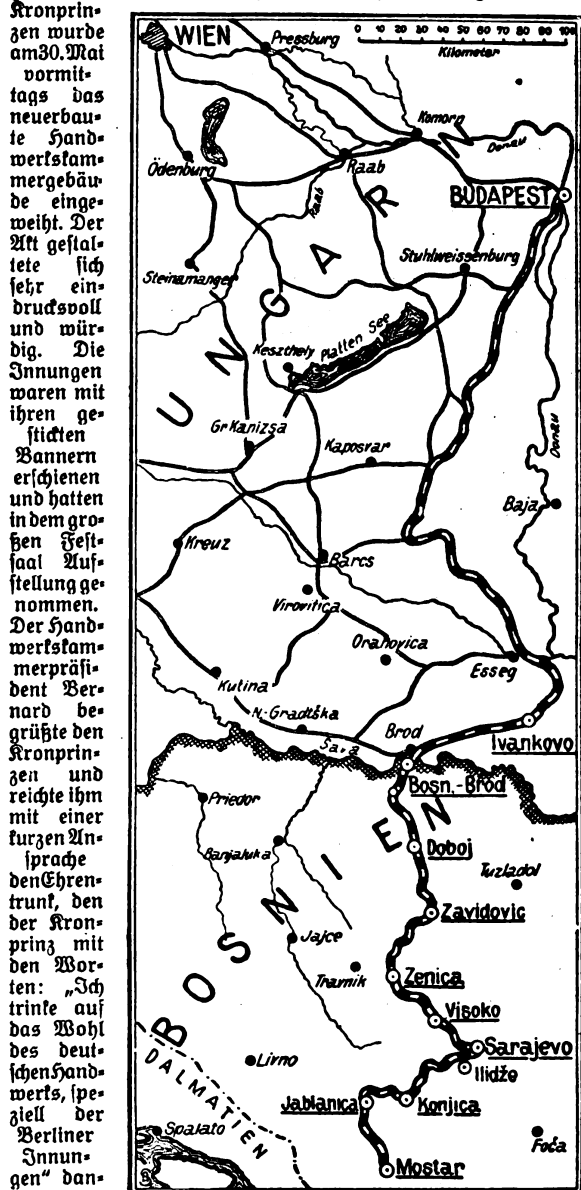 Kronprin-
zen wurde
am 30. Mai
vormit-
tags das
neuerbau-
te Hand-
werkskam-
mergebäu-
de einge-
weiht. Der
Akt gestal-
tete sich
sehr ein-
drucksvoll
und wür-
dig. Die
Innungen
waren mit
ihren ge-
stickten
Bannern
erschienen
und hatten
in dem gro-
ßen Fest-
saal Auf-
stellung ge-
nommen.
Der Hand-
werkskam-
merpräsi-
dent Ber-
nard be-
grüßte den
Kronprin-
zen und
reichte ihm
mit einer
kurzen An-
sprache
den Ehren-
trunk, den
der Kron-
prinz mit
den Wor-
ten: „Ich
trinke auf
das Wohl
des deut-
schen Hand-
werks, spe-
ziell der
Berliner
Innun-
gen“ dan-
WIEN
Pressburg
0 10 20 30 40 50 60 70 80 90 100
Kilometer
Komorn
Donau
Ödenburg
Raab
Raab
BUDAPEST
UNGARN
Steinamanger
Stuhlweissenburg
Keszthely
Platten See
Gr Kanizsa
Kaposvar
Donau
Baja
Kreuz
Barcs
Virovitica
Orahovica
Esseg
Kutina
N.-Gradtška
Sava
Brod
Ivankovo
Bosn.-Brod
Priedor
Banjaluka
Doboj
Tuzladol
BOSNIEN
Zavidovic
Jajce
Travnik
Zenica
Visoko
Sarajevo
Ilidže
Livno
DALMATIEN
Jablanica
Konjica
Spalato
Foča
Mostar